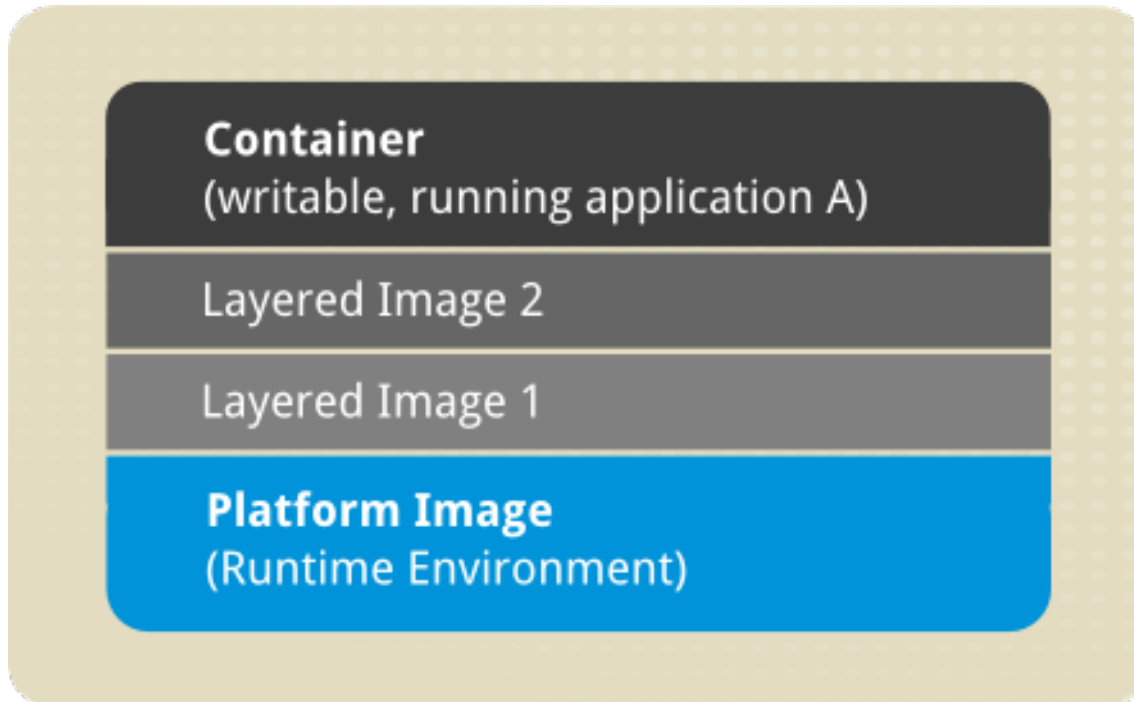 Container
(writable, running application A)
Layered Image 2
Layered Image 1
Platform Image
(Runtime Environment)